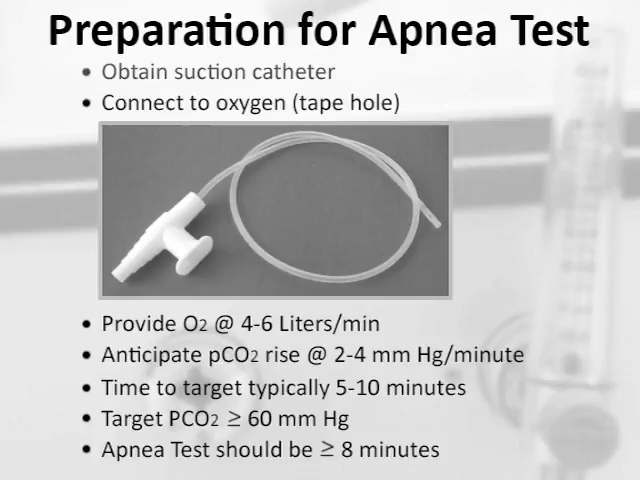 Preparation for Apnea Test
• Obtain suction catheter
• Connect to oxygen (tape hole)
• Provide O2 @ 4-6 Liters/min
• Anticipate pCO2 rise @ 2-4 mm Hg/minute
• Time to target typically 5-10 minutes
• Target PCO2 ≥ 60 mm Hg
• Apnea Test should be ≥ 8 minutes